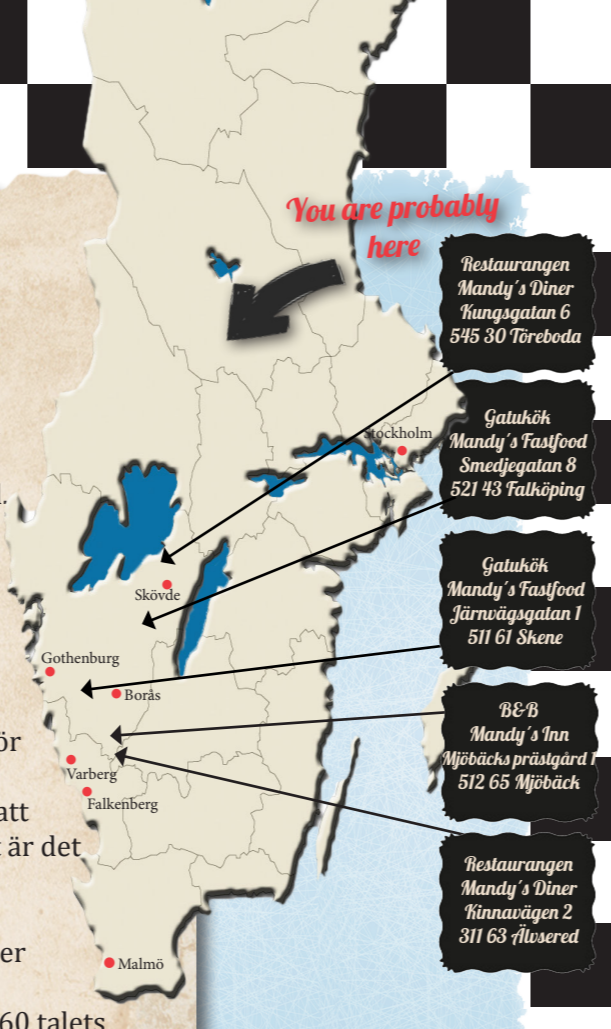 You are probably
here
Restaurangen
Mandy´s Diner
Kungsgatan 6
545 30 Töreboda
Gatukök
Mandy´s Fastfood
Smedjegatan 8
521 43 Falköping
Gatukök
Mandy´s Fastfood
Järnvägsgatan 1
511 61 Skene
B&B
Mandy´s Inn
Mjöbäcks prästgård 1
512 65 Mjöbäck
Restaurangen
Mandy´s Diner
Kinnavägen 2
311 63 Älvsered
Stockholm
Skövde
Gothenburg
Borås
Varberg
Falkenberg
Malmö
att
är det
60 talets